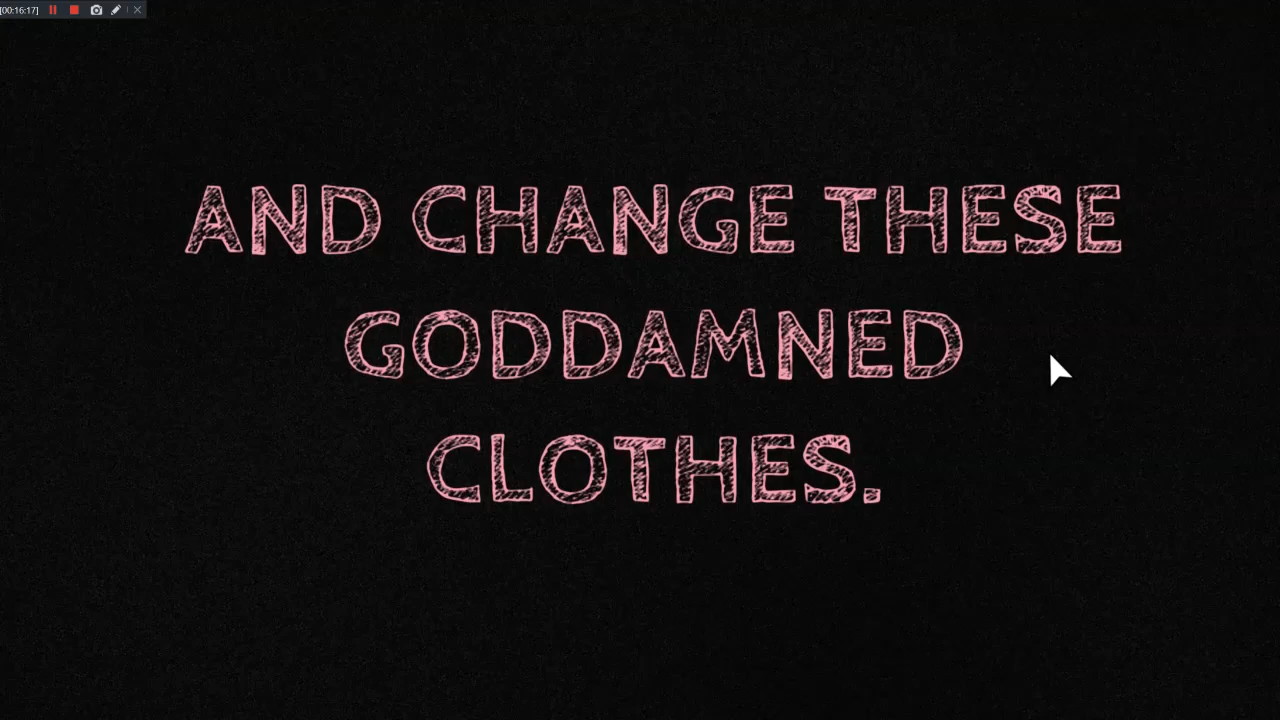 [00:16:17]
AND CHANGE THESE
GODDAMNED
CLOTHES.